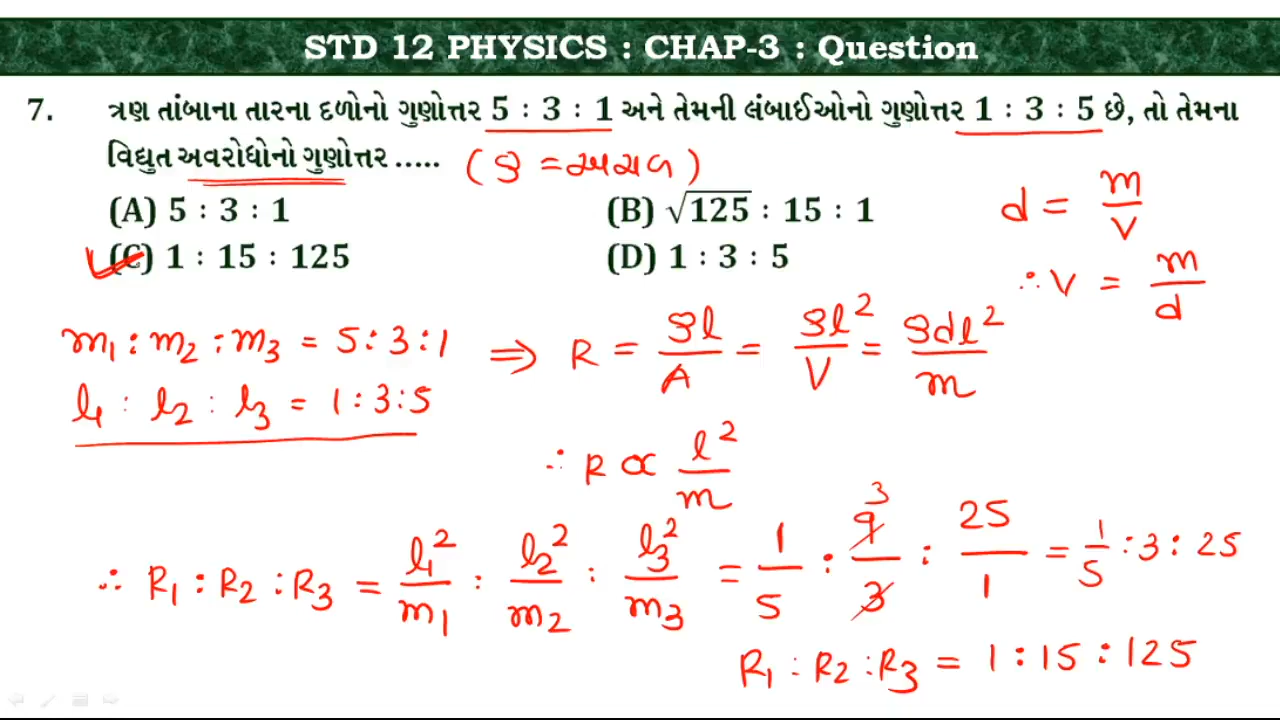 STD 12 PHYSICS : CHAP-3 : Question
7. ત્રણ તાંબાના તારના દળોનો ગુણોત્તર 5 : 3 : 1 અને તેમની લંબાઈઓનો ગુણોત્તર 1 : 3 : 5 છે, તો તેમના
વિદ્યુત અવરોધોનો ગુણોત્તર ..... (ρ = અચળ)
(A) 5 : 3 : 1 (B) √125 : 15 : 1
(C) 1 : 15 : 125 (D) 1 : 3 : 5
d = m/V
∴ V = m/d
m₁ : m₂ : m₃ = 5 : 3 : 1
l₁ : l₂ : l₃ = 1 : 3 : 5
⇒ R = ρl/A = ρl²/V = ρdl²/m
∴ R ∝ l²/m
∴ R₁ : R₂ : R₃ = l₁²/m₁ : l₂²/m₂ : l₃²/m₃ = 1/5 : 9/3 : 25/1 = 1/5 : 3 : 25
3
R₁ : R₂ : R₃ = 1 : 15 : 125